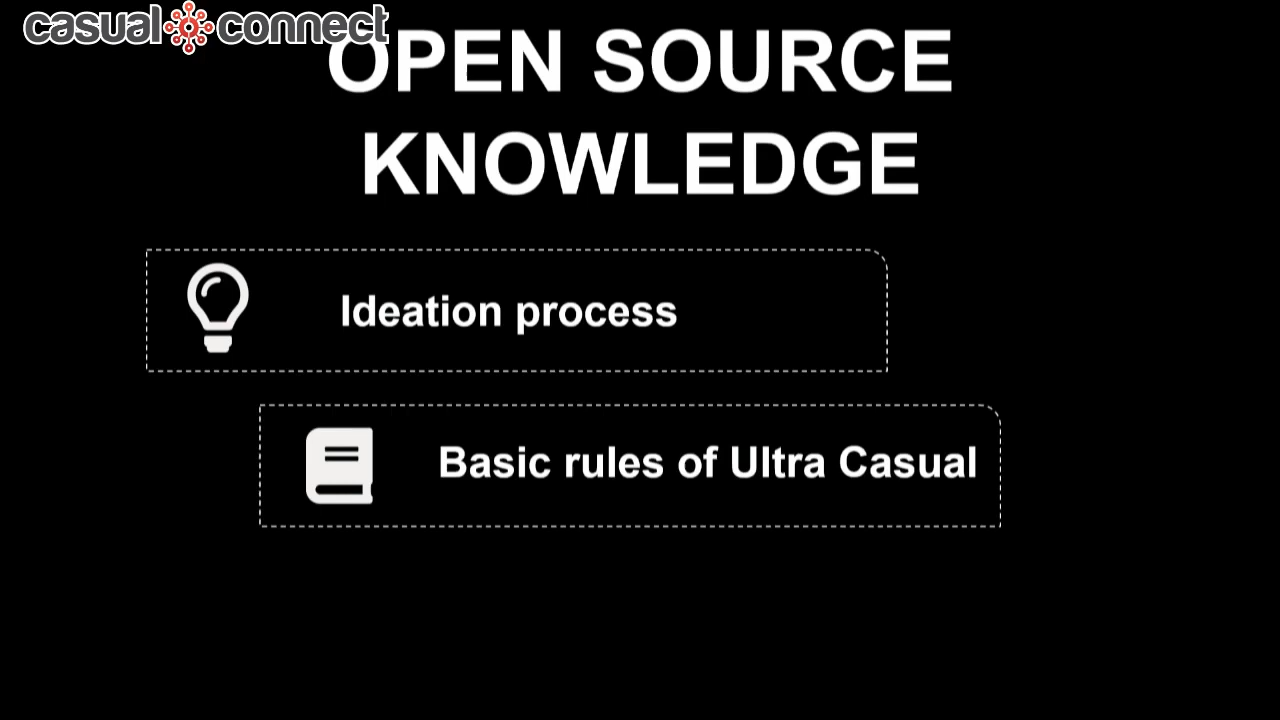 casual connect
OPEN SOURCE
KNOWLEDGE
Ideation process
Basic rules of Ultra Casual